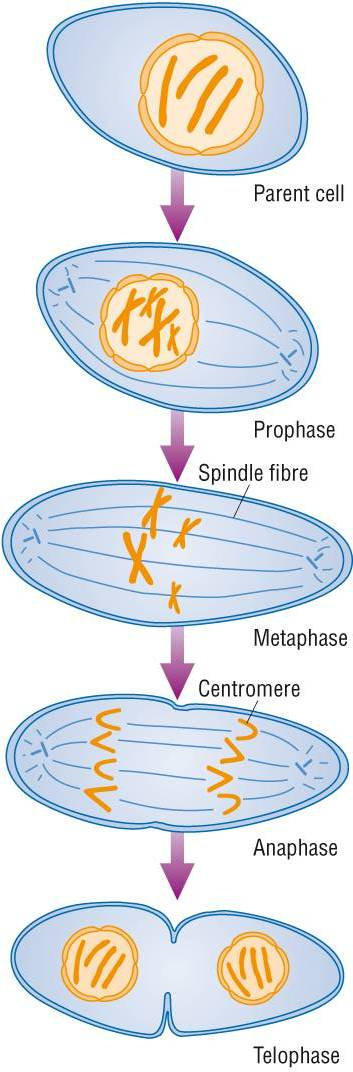 Parent cell
Prophase
Spindle fibre
Metaphase
Centromere
Anaphase
Telophase